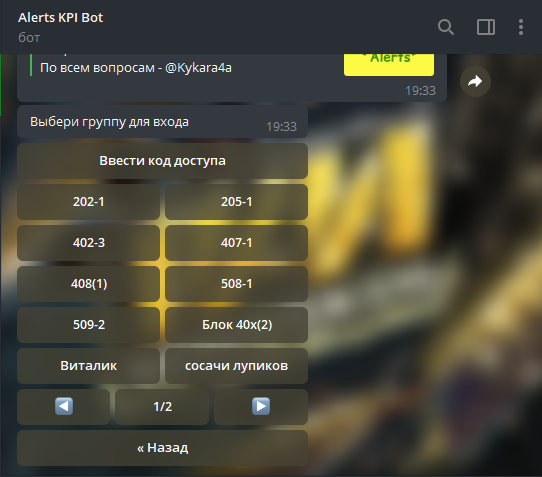 Alerts KPI Bot
бот
По всем вопросам - @Kykara4a
Alerts
19:33
Выбери группу для входа
19:33
Ввести код доступа
202-1
205-1
402-3
407-1
408(1)
508-1
509-2
Блок 40х(2)
Виталик
сосачи лупиков
1/2
« Назад